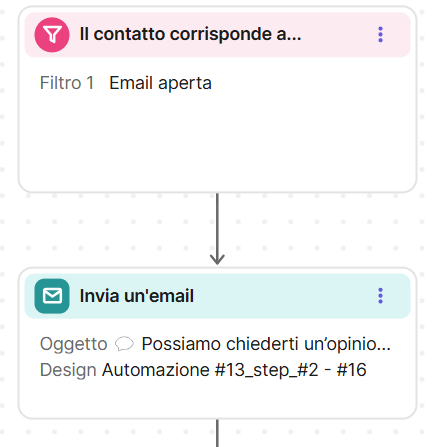 Il contatto corrisponde a...
Filtro 1 Email aperta
Invia un'email
Oggetto 💬 Possiamo chiederti un’opinio...
Design Automazione #13_step_#2 - #16